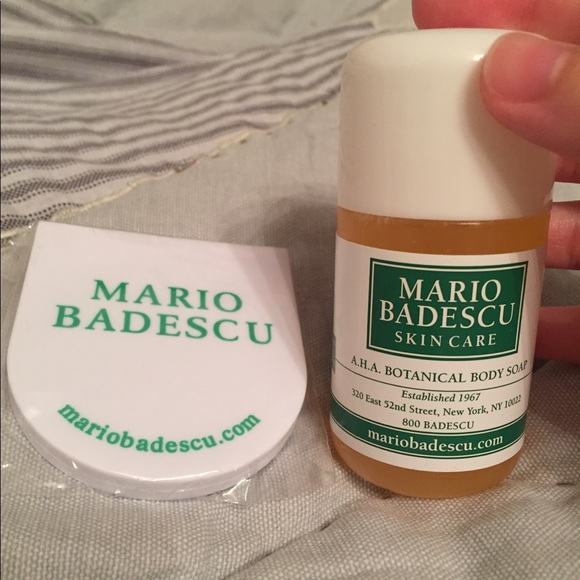 MARIO
BADESCU
mariobadescu.com
MARIO
BADESCU
SKIN CARE
A.H.A. BOTANICAL BODY SOAP
Established 1967
320 East 52nd Street, New York, NY 10022
800 BADESCU
mariobadescu.com